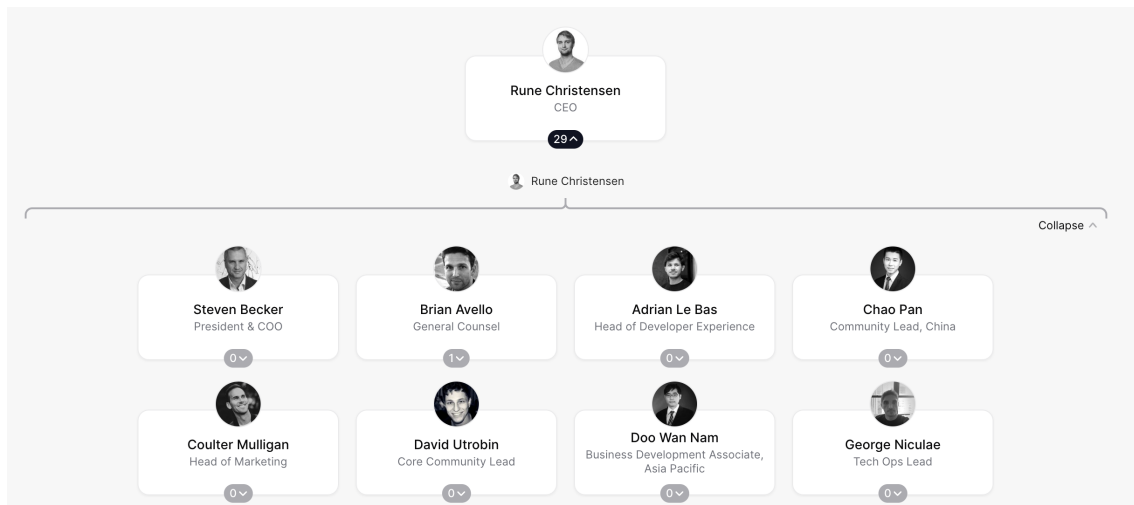 Rune Christensen
CEO
29
Rune Christensen
Collapse
Steven Becker
President & COO
0
Brian Avello
General Counsel
1
Adrian Le Bas
Head of Developer Experience
0
Chao Pan
Community Lead, China
0
Coulter Mulligan
Head of Marketing
0
David Utrobin
Core Community Lead
0
Doo Wan Nam
Business Development Associate,
Asia Pacific
0
George Niculae
Tech Ops Lead
0